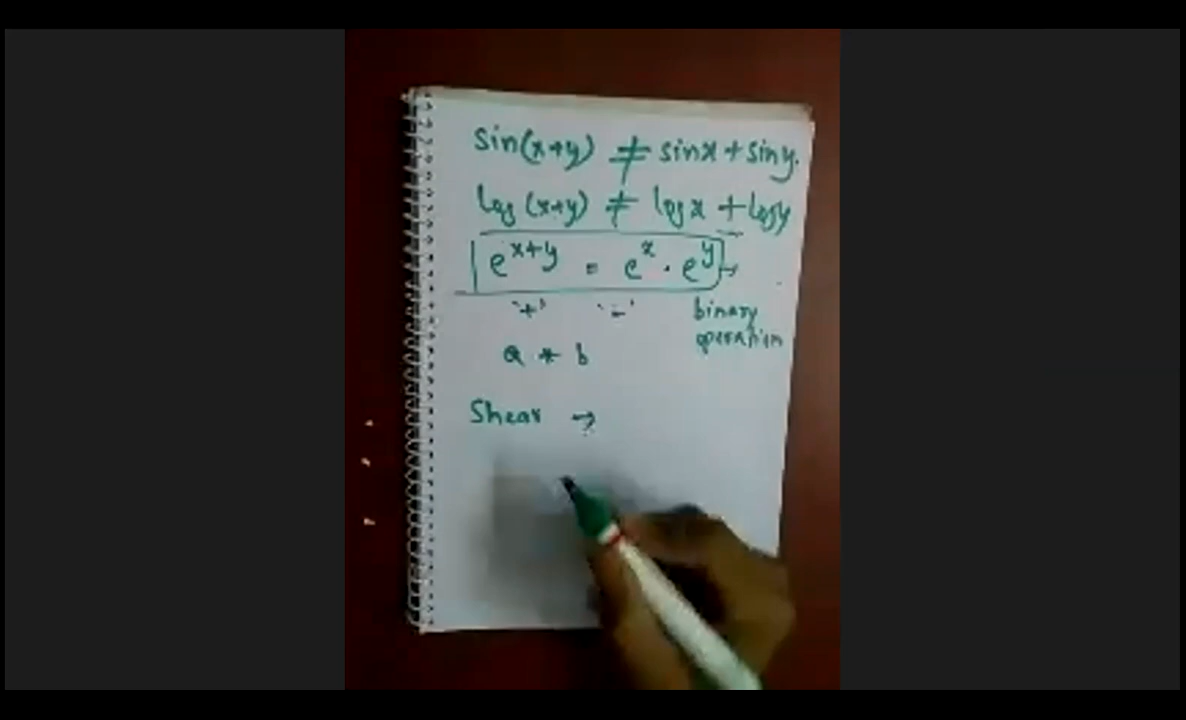 sin(x+y) ≠ sinx + siny.
log (x+y) ≠ logx + logy
e^{x+y} = e^x . e^y →
'+' '-' binary
operation
a * b
Shear →